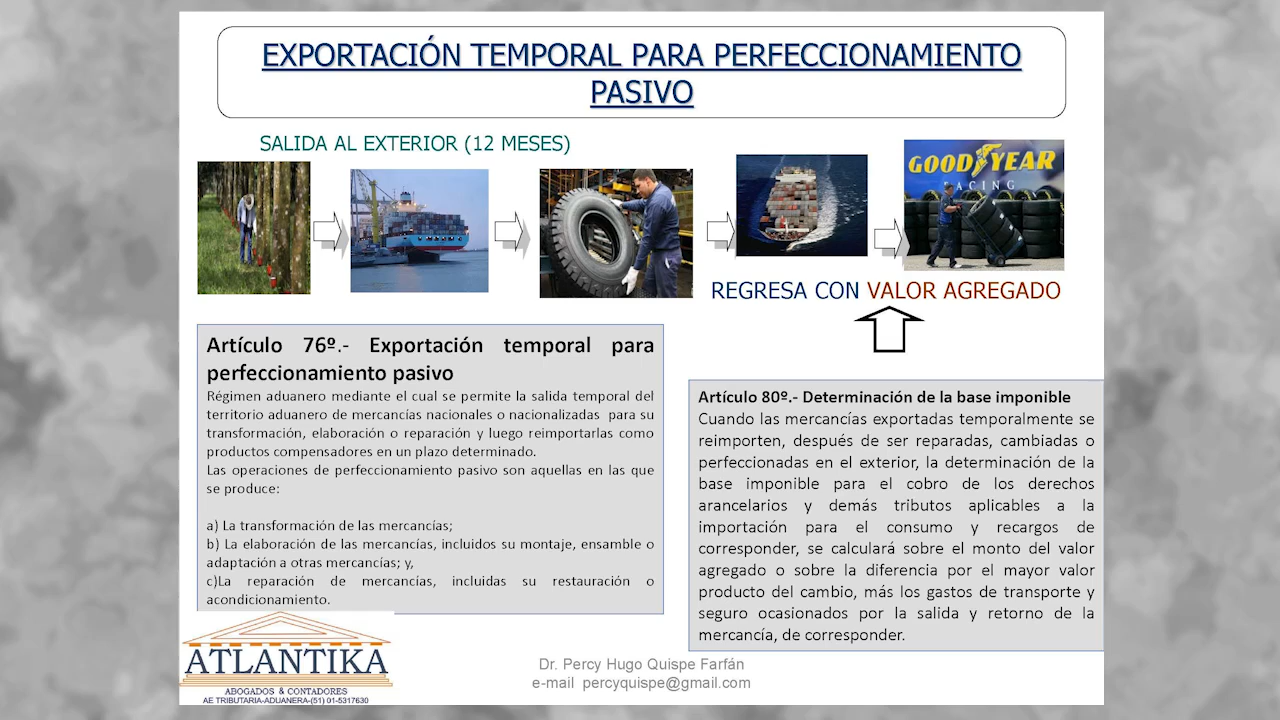 EXPORTACIÓN TEMPORAL PARA PERFECCIONAMIENTO
PASIVO
SALIDA AL EXTERIOR (12 MESES)
GOOD YEAR
RACING
REGRESA CON VALOR AGREGADO
Artículo 76º.- Exportación temporal para
perfeccionamiento pasivo
Régimen aduanero mediante el cual se permite la salida temporal del
territorio aduanero de mercancías nacionales o nacionalizadas para su
transformación, elaboración o reparación y luego reimportarlas como
productos compensadores en un plazo determinado.
Las operaciones de perfeccionamiento pasivo son aquellas en las que
se produce:
a) La transformación de las mercancías;
b) La elaboración de las mercancías, incluidos su montaje, ensamble o
adaptación a otras mercancías; y,
c)La reparación de mercancías, incluidas su restauración o
acondicionamiento.
Artículo 80º.- Determinación de la base imponible
Cuando las mercancías exportadas temporalmente se
reimporten, después de ser reparadas, cambiadas o
perfeccionadas en el exterior, la determinación de la
base imponible para el cobro de los derechos
arancelarios y demás tributos aplicables a la
importación para el consumo y recargos de
corresponder, se calculará sobre el monto del valor
agregado o sobre la diferencia por el mayor valor
producto del cambio, más los gastos de transporte y
seguro ocasionados por la salida y retorno de la
mercancía, de corresponder.
ATLANTIKA
ABOGADOS & CONTADORES
AE TRIBUTARIA-ADUANERA-(51) 01-5317630
Dr. Percy Hugo Quispe Farfán
e-mail percyquispe@gmail.com